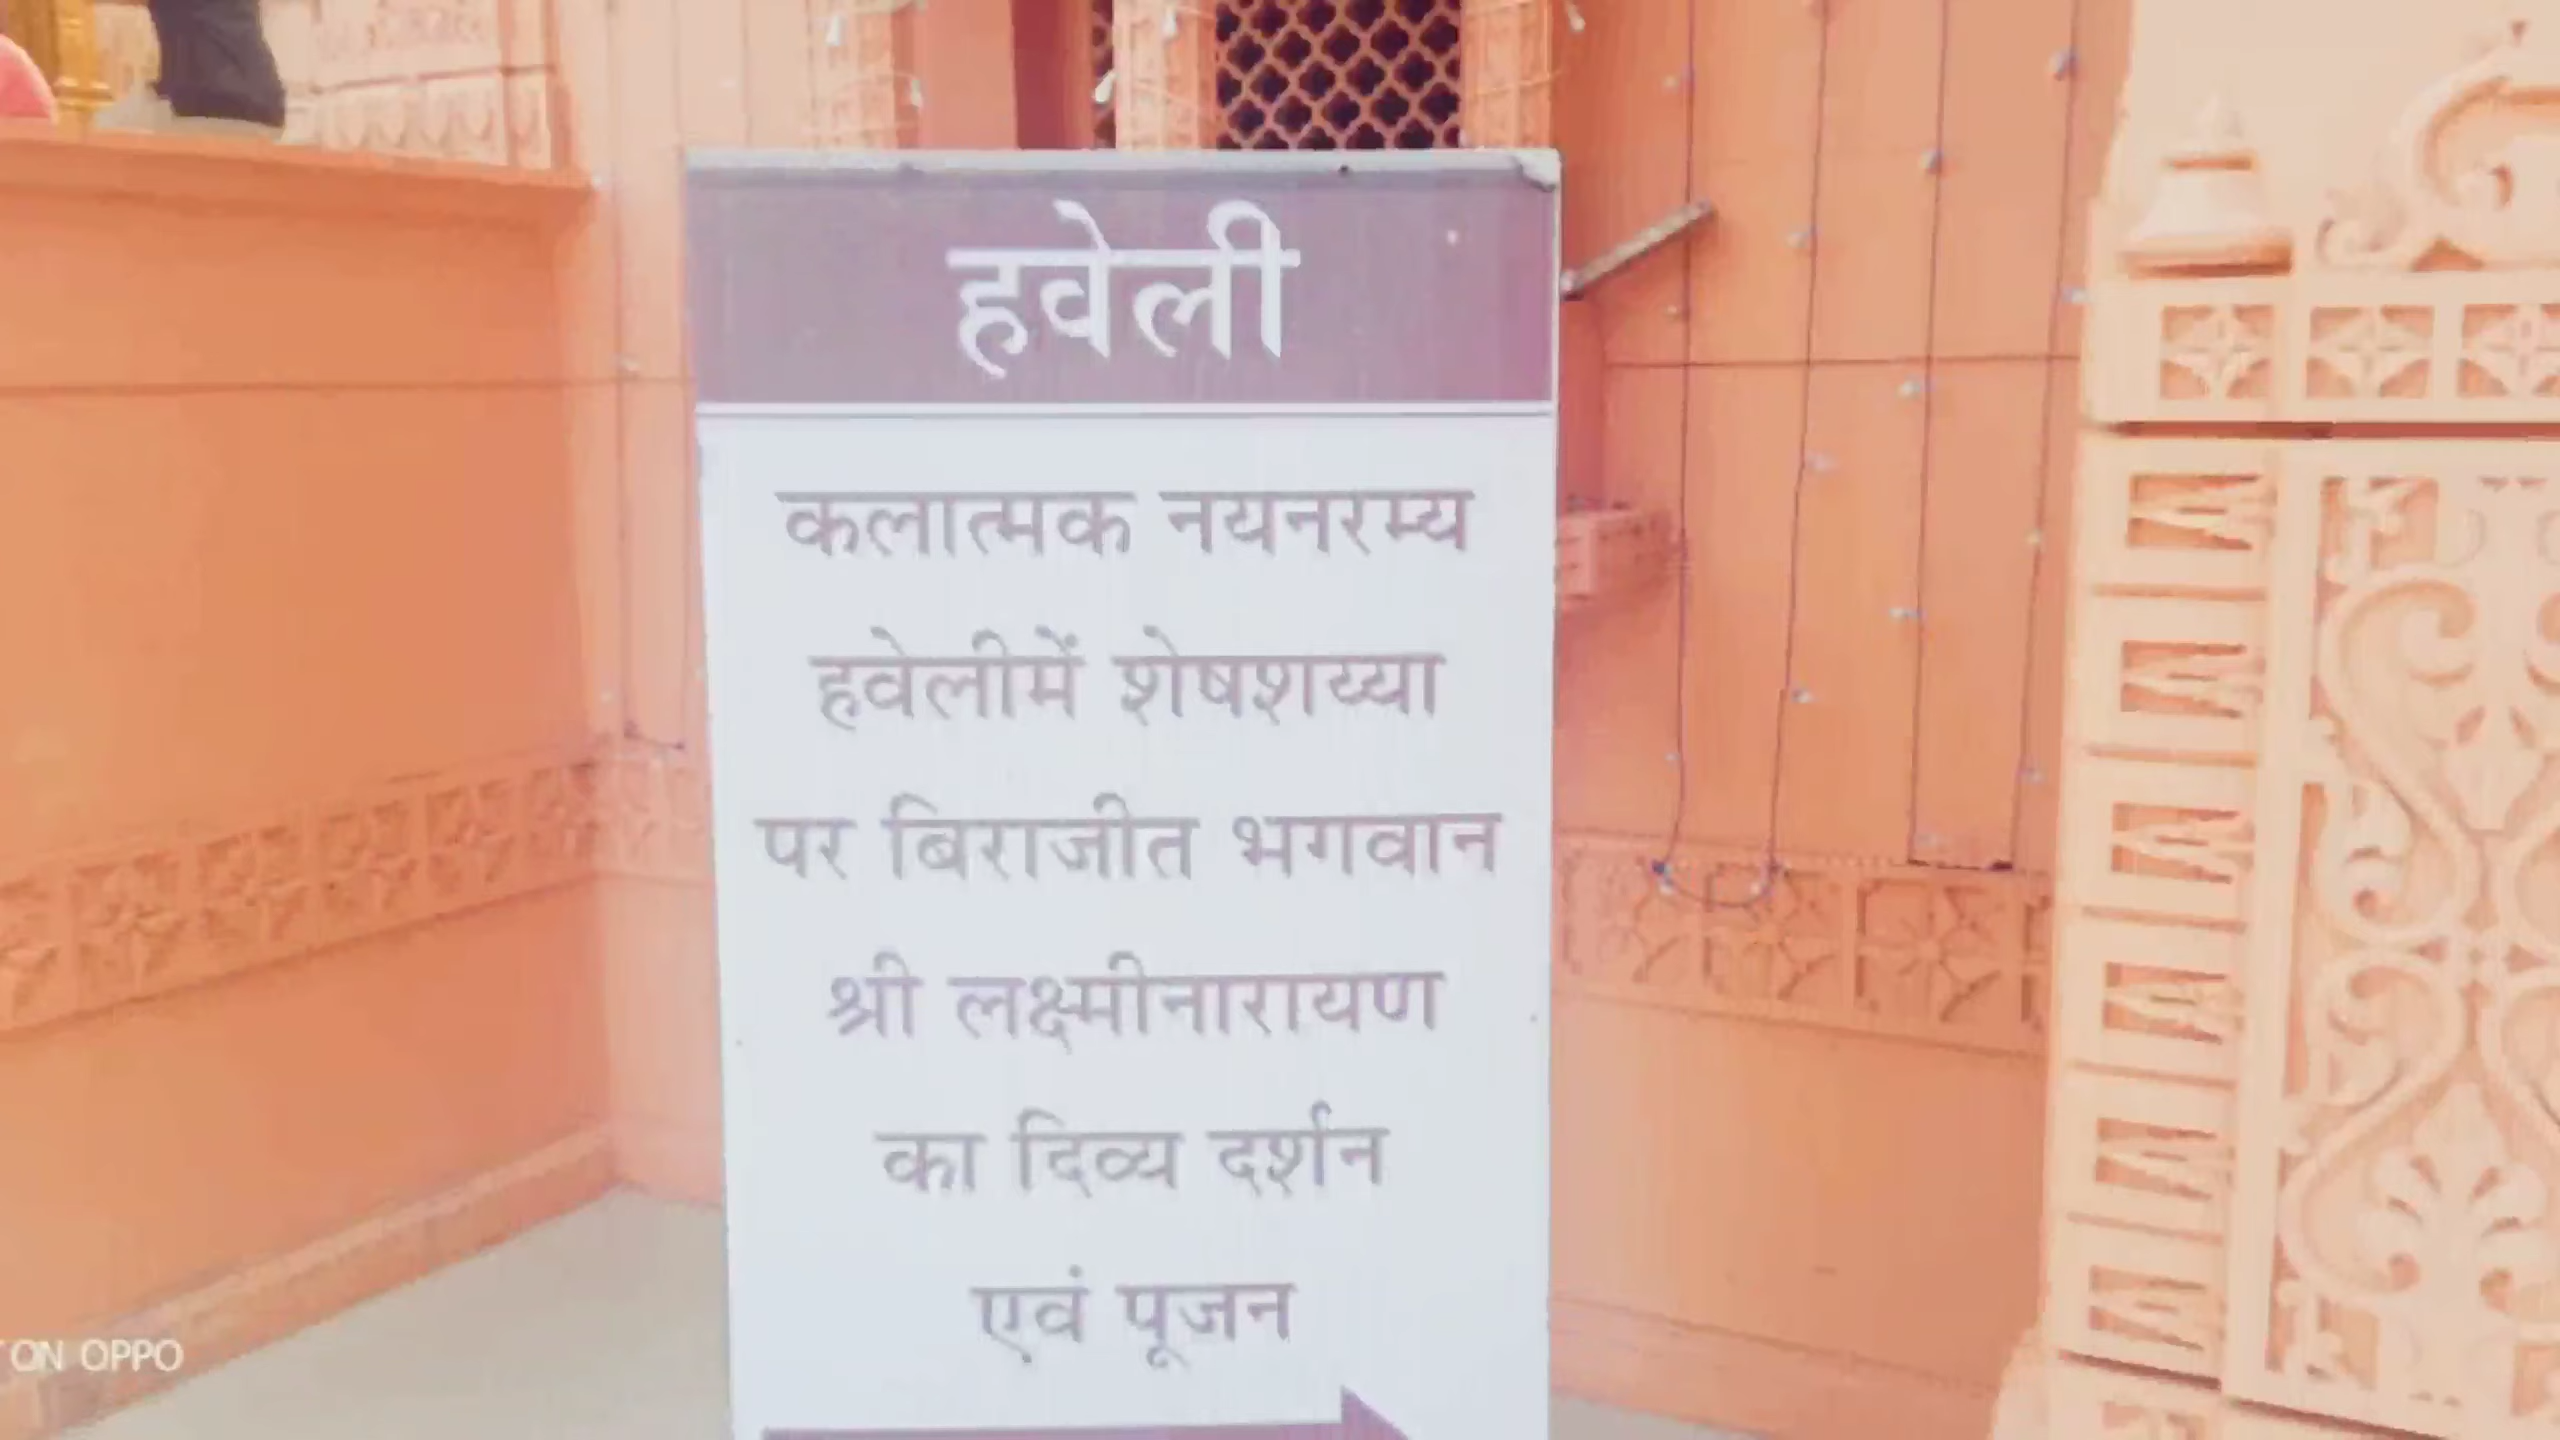 हवेली
कलात्मक नयनरम्य
हवेलीमें शेषशय्या
पर बिराजीत भगवान
श्री लक्ष्मीनारायण
का दिव्य दर्शन
एवं पूजन
ON OPPO